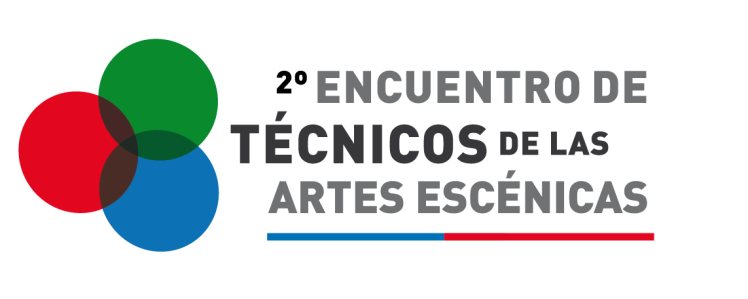 2º ENCUENTRO DE
TÉCNICOS DE LAS
ARTES ESCÉNICAS